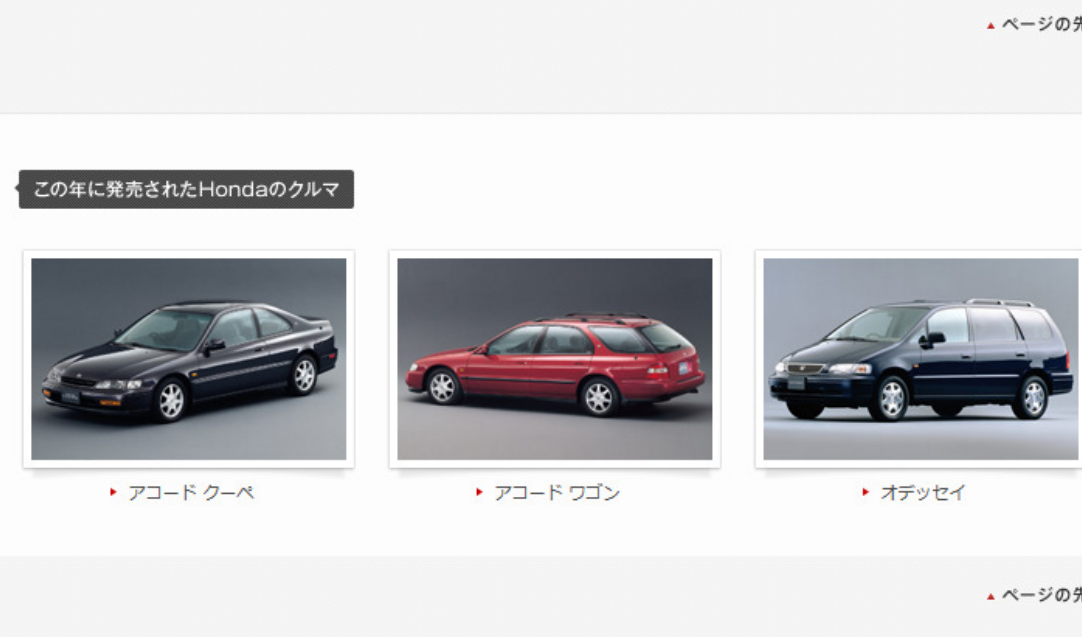 ▲ ページの先
この年に発売されたHondaのクルマ
アコード クーペ
アコード ワゴン
オデッセイ
▲ ページの先